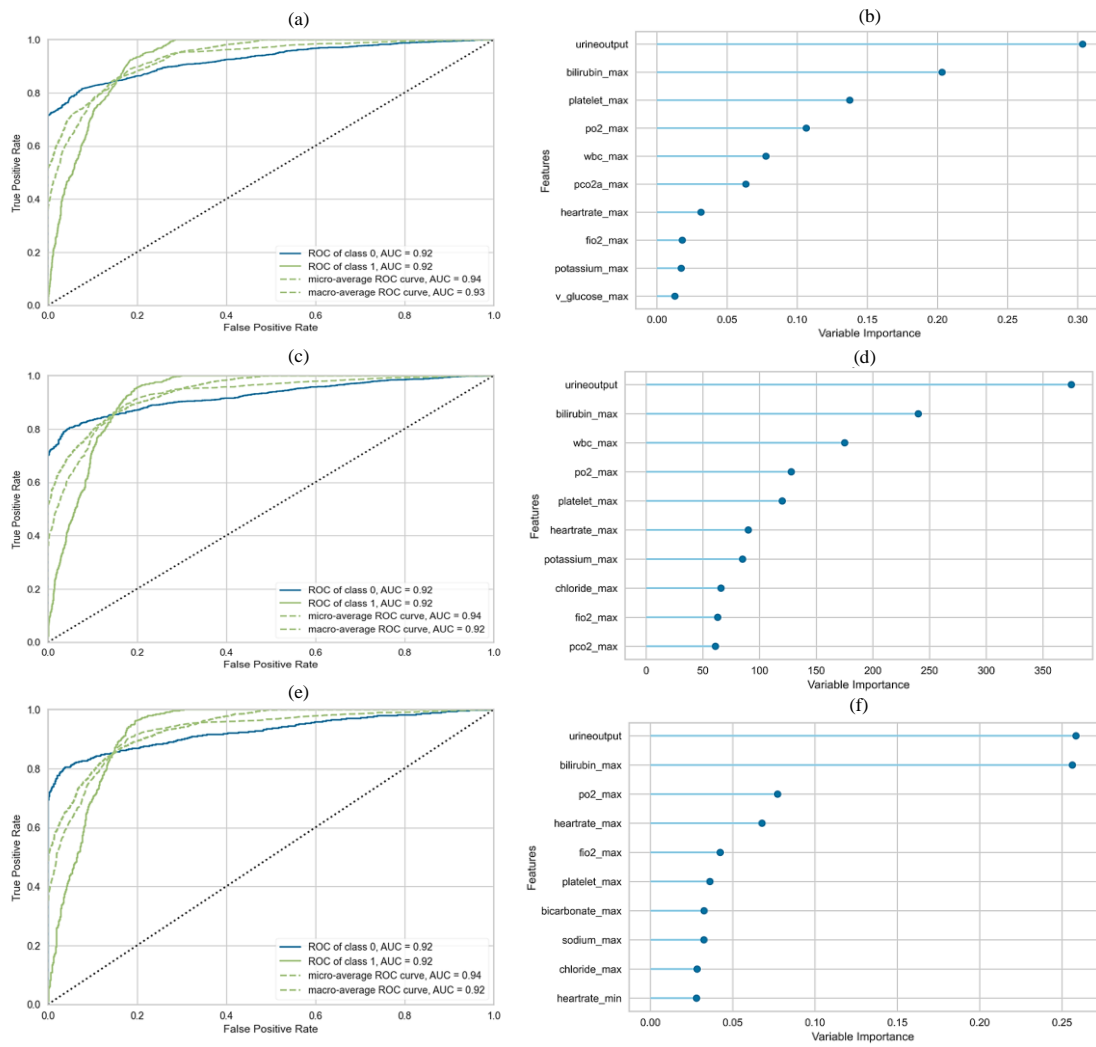 (a)
1.0
0.8
0.6
0.4
0.2
0.0
True Positive Rate
ROC of class 0, AUC = 0.92
ROC of class 1, AUC = 0.92
micro-average ROC curve, AUC = 0.94
macro-average ROC curve, AUC = 0.93
0.0 0.2 0.4 0.6 0.8 1.0
False Positive Rate
(b)
Features
urineoutput
bilirubin_max
platelet_max
po2_max
wbc_max
pco2a_max
heartrate_max
fio2_max
potassium_max
v_glucose_max
0.00 0.05 0.10 0.15 0.20 0.25 0.30
Variable Importance
(c)
1.0
0.8
0.6
0.4
0.2
0.0
True Positive Rate
ROC of class 0, AUC = 0.92
ROC of class 1, AUC = 0.92
micro-average ROC curve, AUC = 0.94
macro-average ROC curve, AUC = 0.92
0.0 0.2 0.4 0.6 0.8 1.0
False Positive Rate
(d)
Features
urineoutput
bilirubin_max
wbc_max
po2_max
platelet_max
heartrate_max
potassium_max
chloride_max
fio2_max
pco2_max
0 50 100 150 200 250 300 350
Variable Importance
(e)
1.0
0.8
0.6
0.4
0.2
0.0
True Positive Rate
ROC of class 0, AUC = 0.92
ROC of class 1, AUC = 0.92
micro-average ROC curve, AUC = 0.94
macro-average ROC curve, AUC = 0.92
0.0 0.2 0.4 0.6 0.8 1.0
False Positive Rate
(f)
Features
urineoutput
bilirubin_max
po2_max
heartrate_max
fio2_max
platelet_max
bicarbonate_max
sodium_max
chloride_max
heartrate_min
0.00 0.05 0.10 0.15 0.20 0.25
Variable Importance